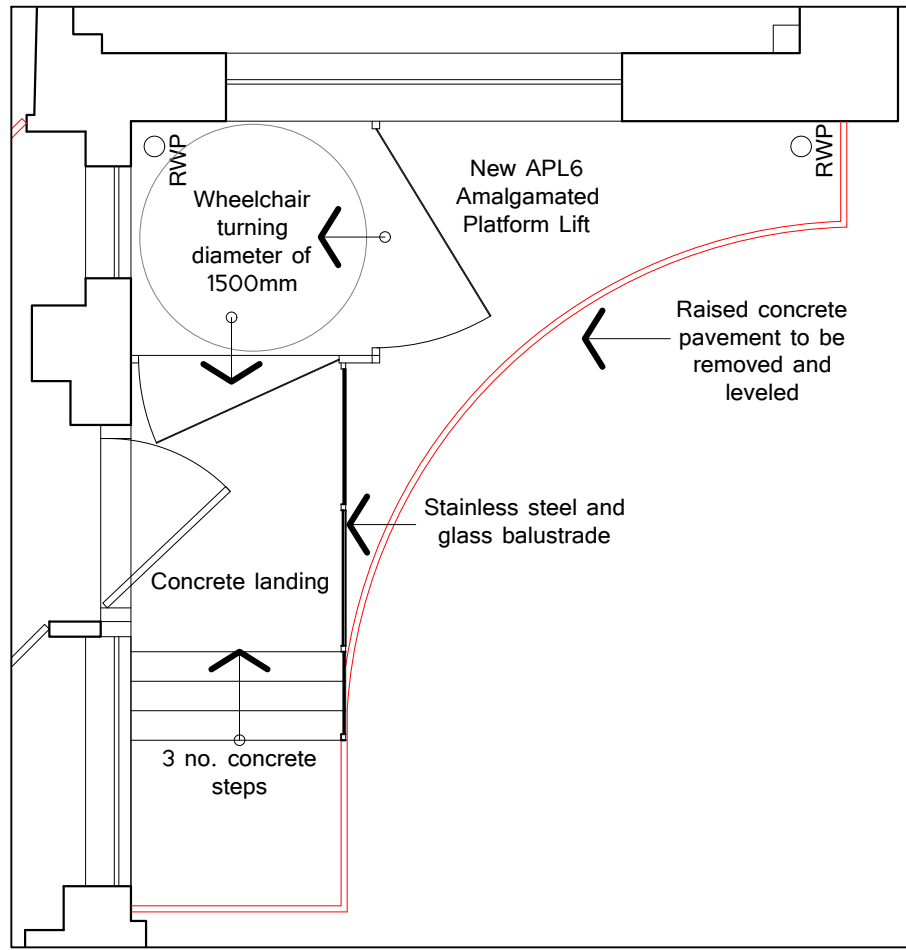 RWP
RWP
New APL6
Amalgamated
Platform Lift
Wheelchair
turning
diameter of
1500mm
Raised concrete
pavement to be
removed and
leveled
Stainless steel and
glass balustrade
Concrete landing
3 no. concrete
steps